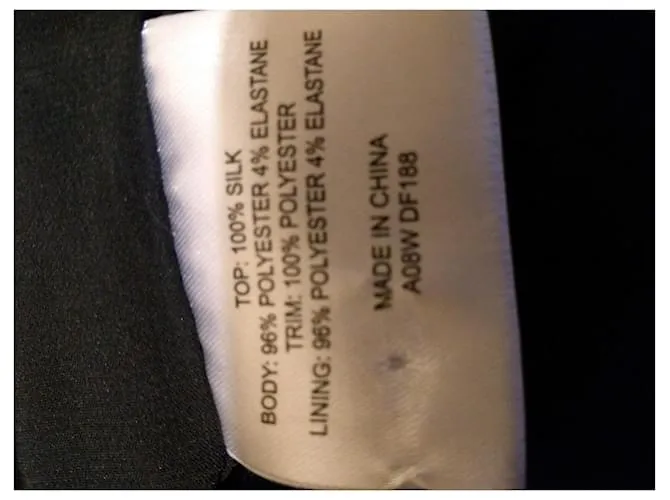 TOP: 100% SILK
BODY: 96% POLYESTER 4% ELASTANE
TRIM: 100% POLYESTER
LINING: 96% POLYESTER 4% ELASTANE
MADE IN CHINA
A08W DF188